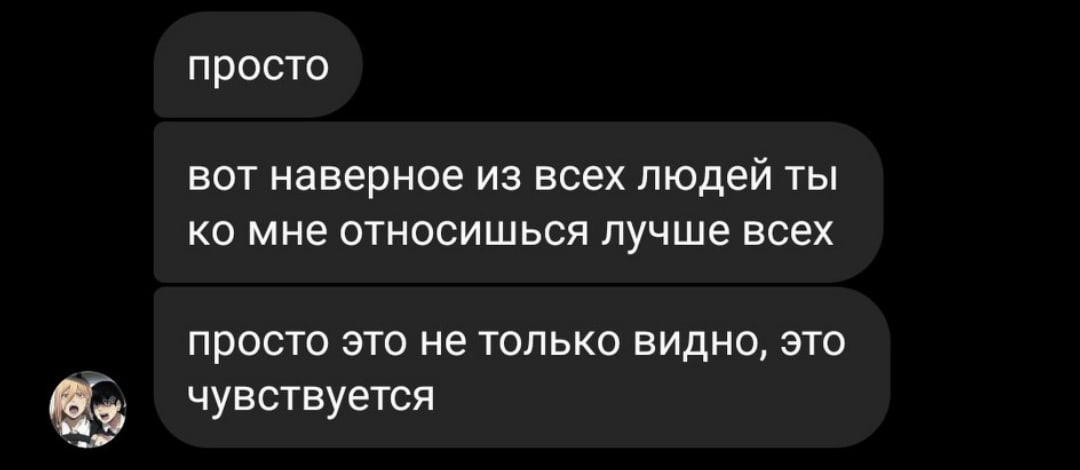 просто
вот наверное из всех людей ты
ко мне относишься лучше всех
просто это не только видно, это
чувствуется